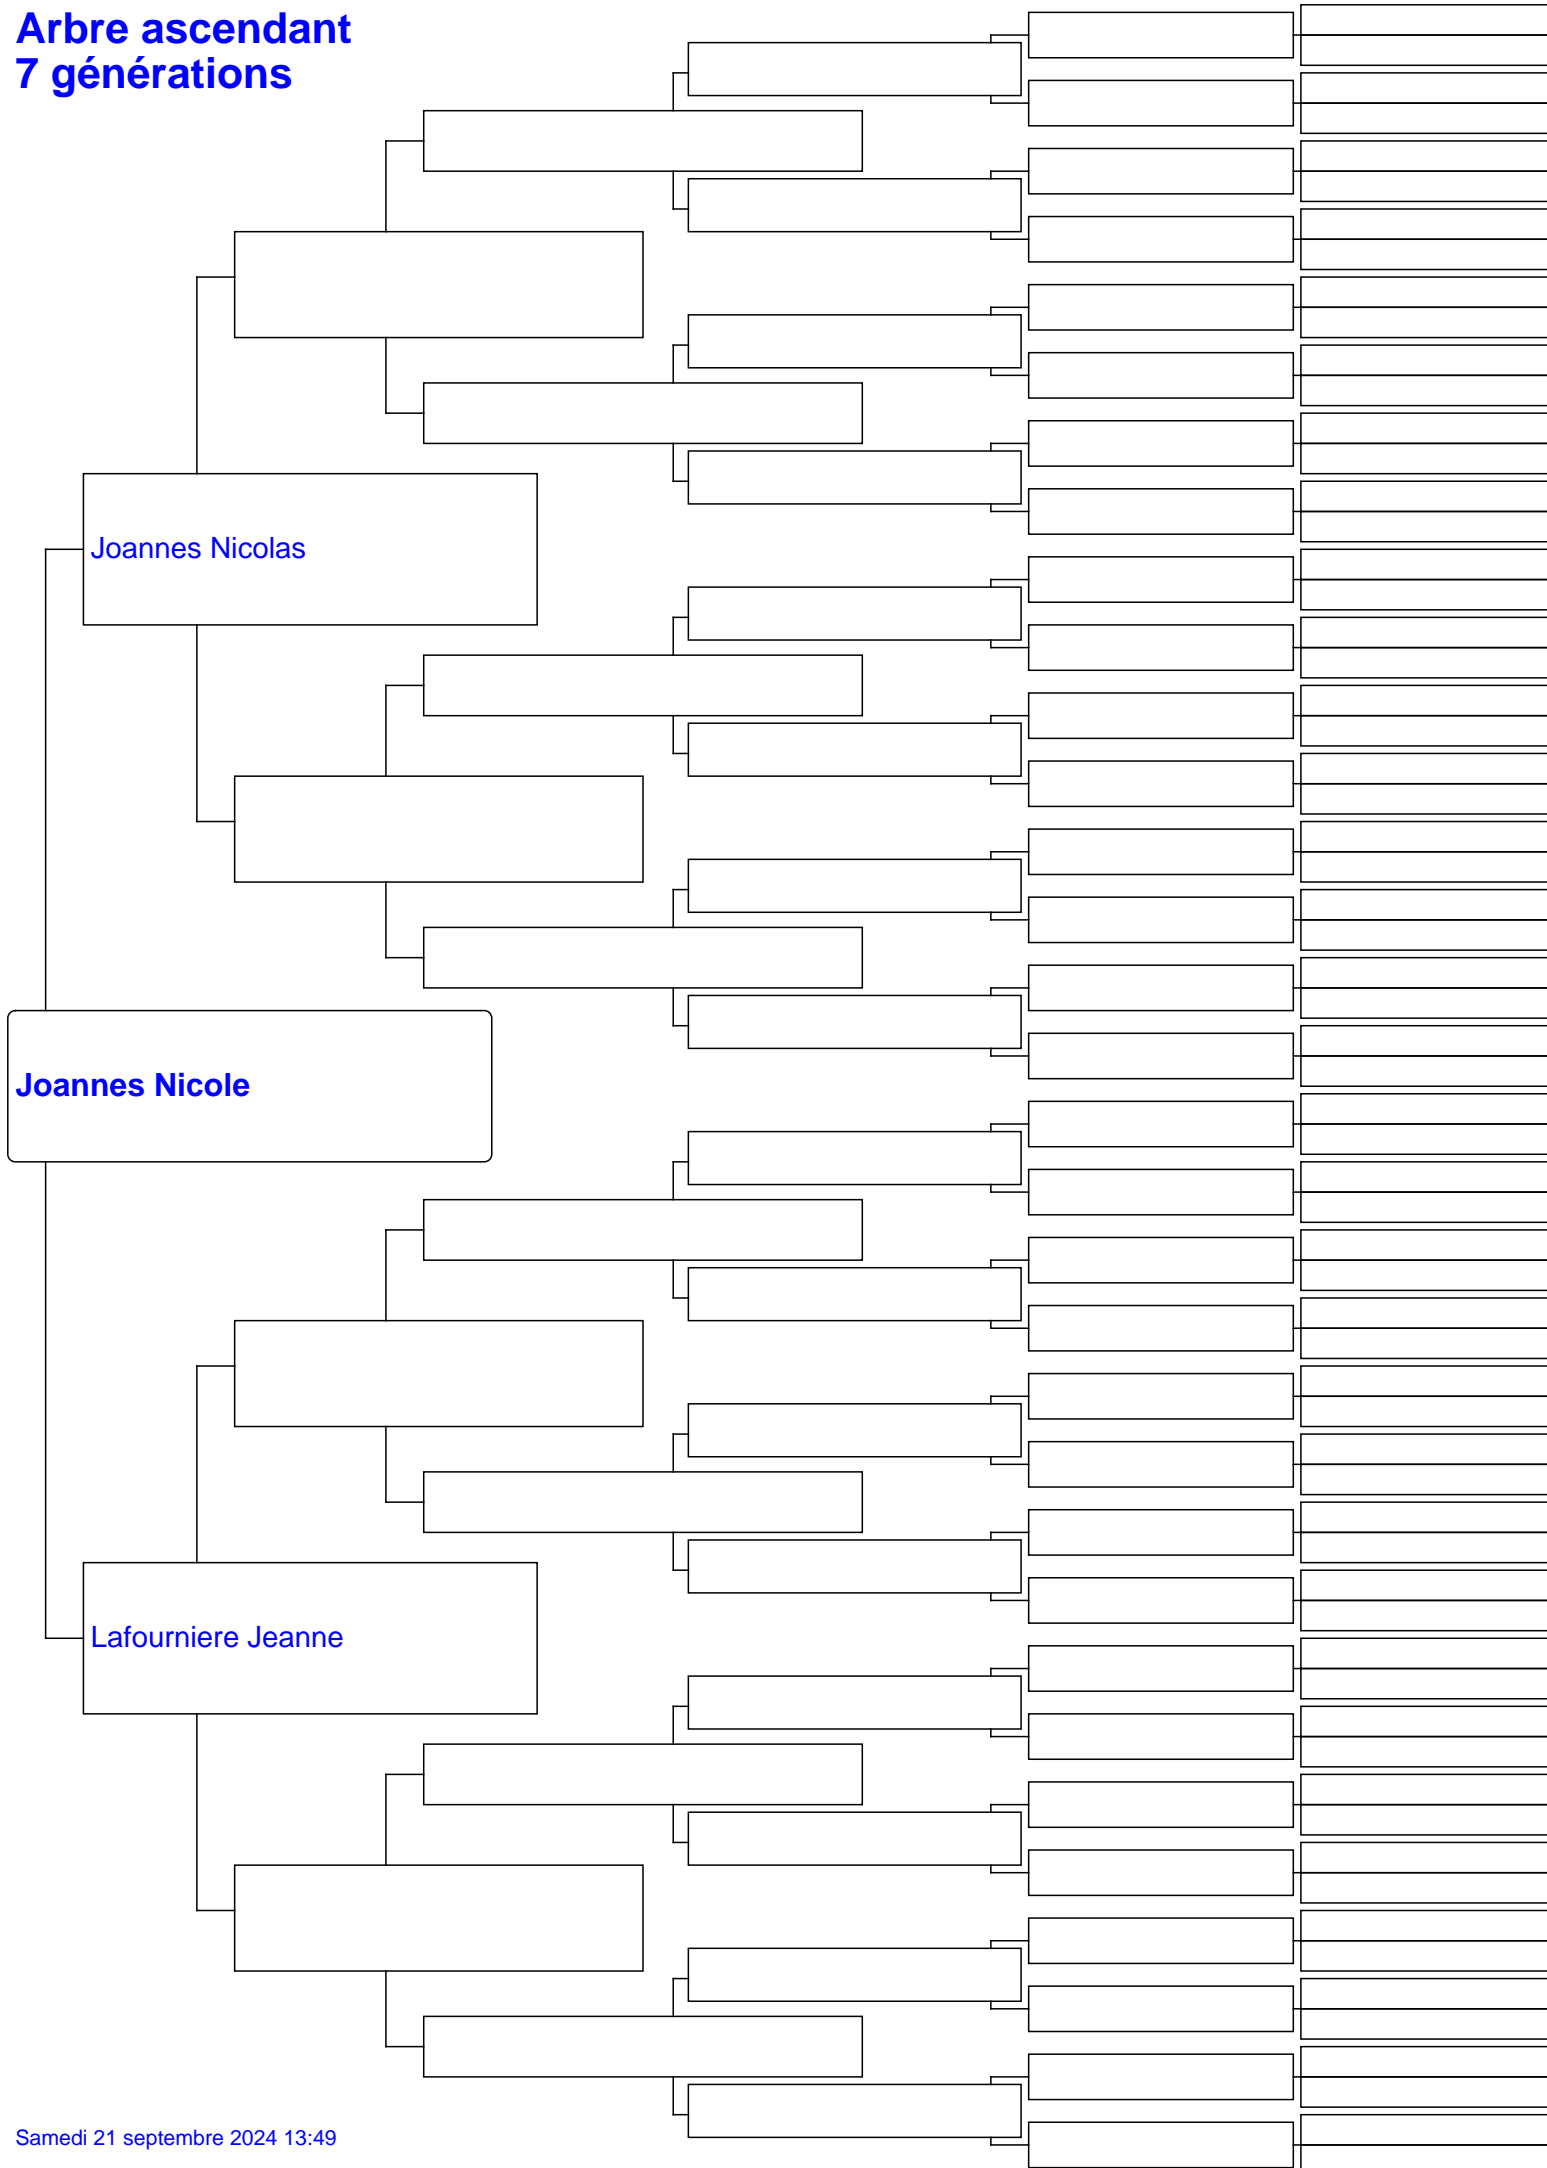 Arbre ascendant
7 générations
Joannes Nicolas
Joannes Nicole
Lafourniere Jeanne
Samedi 21 septembre 2024 13:49